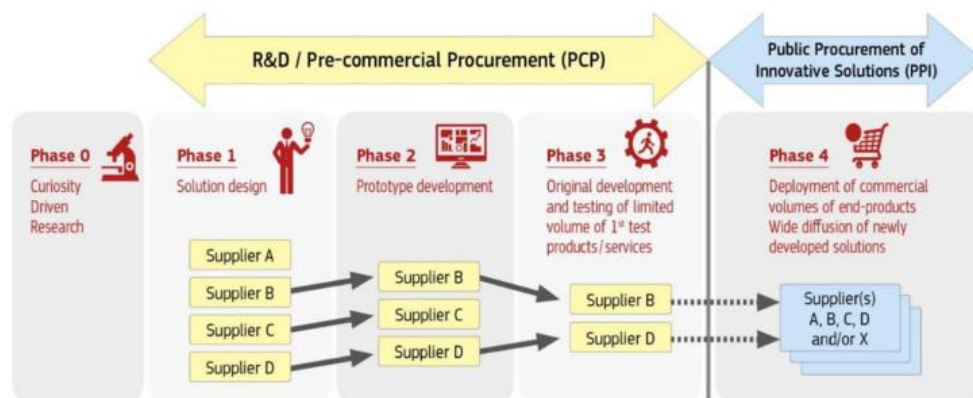 R&D / Pre-commercial Procurement (PCP)
Public Procurement of
Innovative Solutions (PPI)
Phase 0
Curiosity
Driven
Research
Phase 1
Solution design
Supplier A
Supplier B
Supplier C
Supplier D
Phase 2
Prototype development
Supplier B
Supplier C
Supplier D
Phase 3
Original development
and testing of limited
volume of 1st test
products/services
Supplier B
Supplier D
Phase 4
Deployment of commercial
volumes of end-products
Wide diffusion of newly
developed solutions
Supplier(s)
A, B, C, D
and/or X